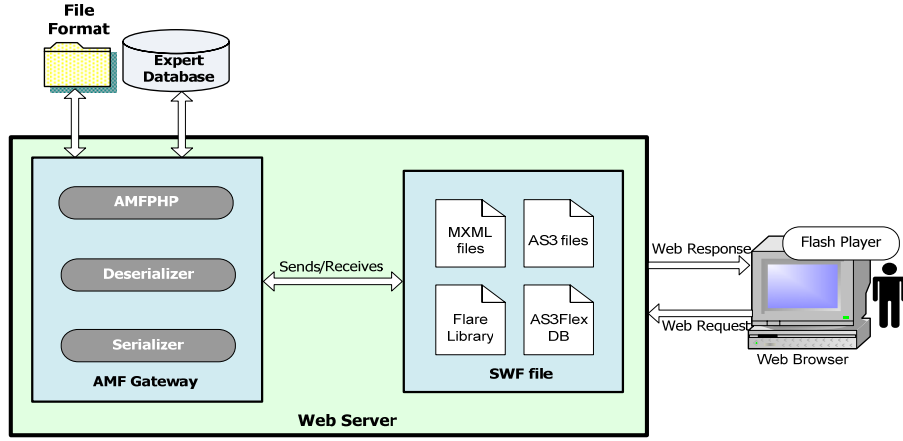 File
Format
Expert
Database
AMFPHP
Deserializer
Serializer
AMF Gateway
Sends/Receives
MXML
files
AS3 files
Flare
Library
AS3Flex
DB
SWF file
Web Server
Web Response
Web Request
Flash Player
Web Browser